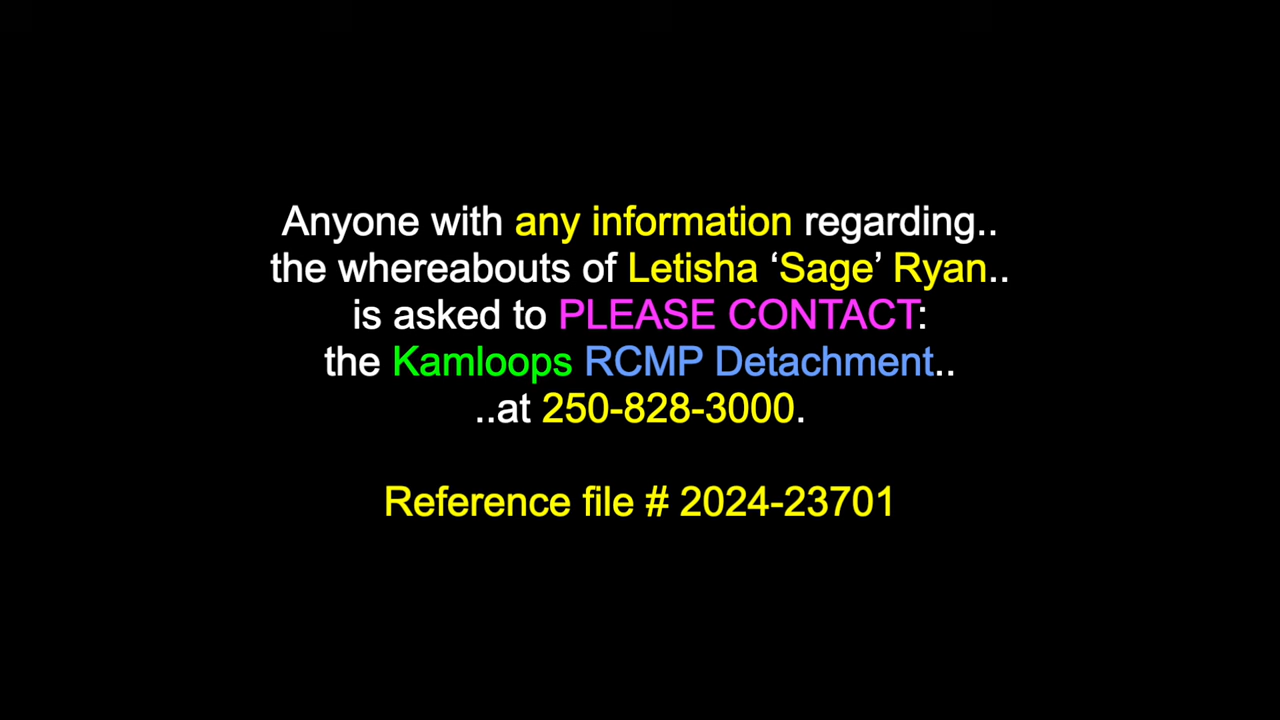 Anyone with any information regarding..
the whereabouts of Letisha ‘Sage’ Ryan..
is asked to PLEASE CONTACT:
the Kamloops RCMP Detachment..
..at 250-828-3000.
Reference file # 2024-23701